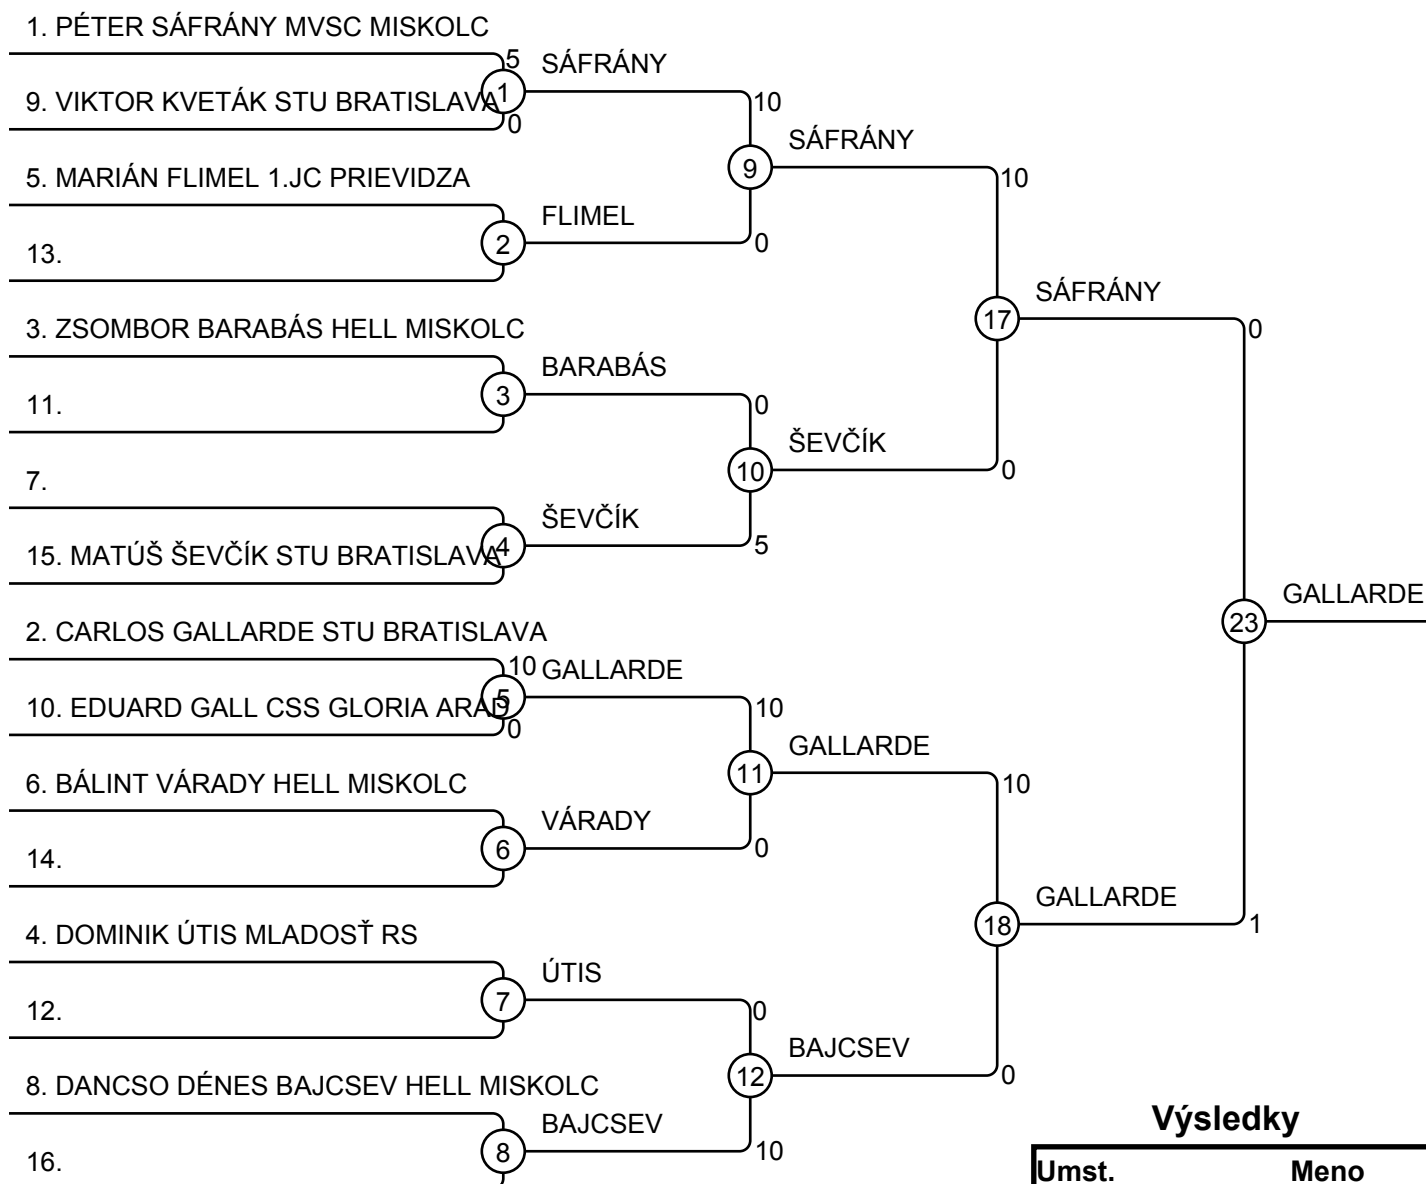 1. PÉTER SÁFRÁNY MVSC MISKOLC
5
SÁFRÁNY
9. VIKTOR KVETÁK STU BRATISLAVA
1
0
10
SÁFRÁNY
9
5. MARIÁN FLIMEL 1.JC PRIEVIDZA
10
FLIMEL
2
0
13.
SÁFRÁNY
17
0
3. ZSOMBOR BARABÁS HELL MISKOLC
BARABÁS
3
0
11.
ŠEVČÍK
10
0
7.
ŠEVČÍK
4
5
15. MATÚŠ ŠEVČÍK STU BRATISLAVA
GALLARDE
23
2. CARLOS GALLARDE STU BRATISLAVA
10
GALLARDE
10. EDUARD GALL CSS GLORIA ARAD
5
0
10
GALLARDE
11
6. BÁLINT VÁRADY HELL MISKOLC
10
VÁRADY
6
0
14.
GALLARDE
18
1
4. DOMINIK ÚTIS MLADOSŤ RS
ÚTIS
7
0
12.
BAJCSEV
12
0
8. DANCSO DÉNES BAJCSEV HELL MISKOLC
BAJCSEV
8
10
16.
Výsledky
Umst. Meno